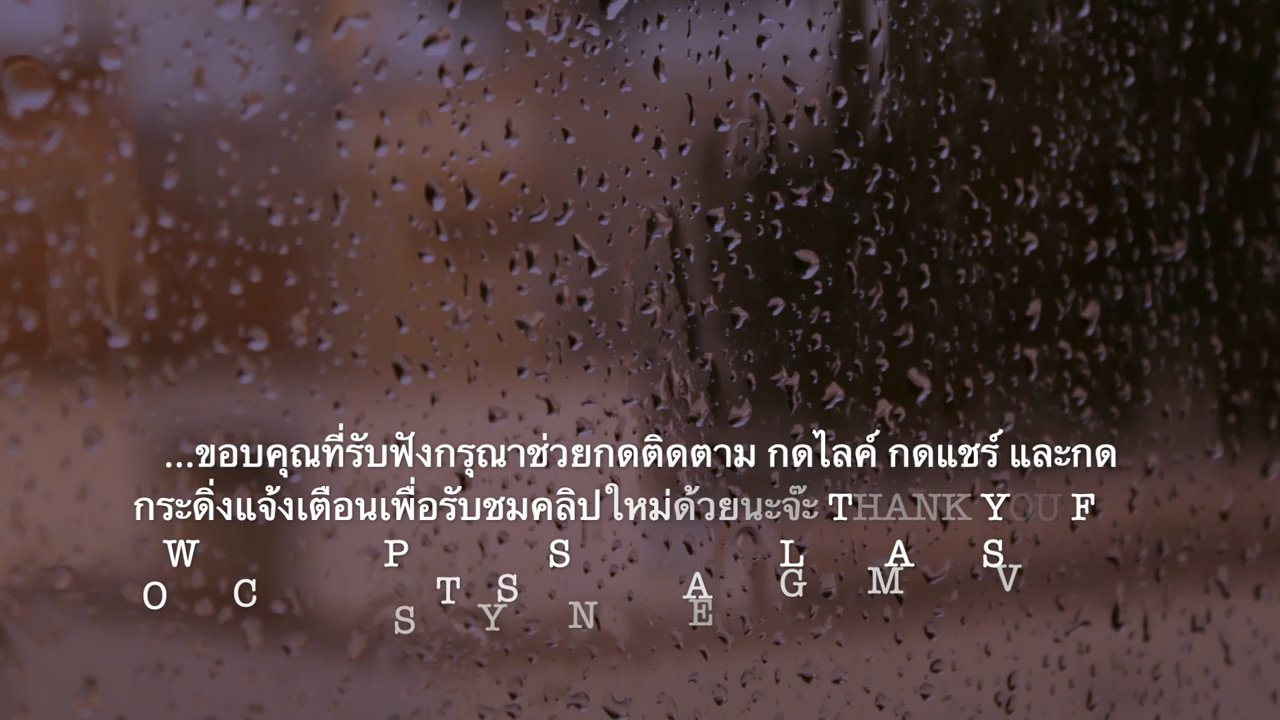 ...ขอบคุณที่รับฟังกรุณาช่วยกดติดตาม กดไลค์ กดแชร์ และกด
กระดิ่งแจ้งเตือนเพื่อรับชมคลิปใหม่ด้วยนะจ๊ะ THANK YOU F
W P S L A S
O C T S A G M V
S Y N E